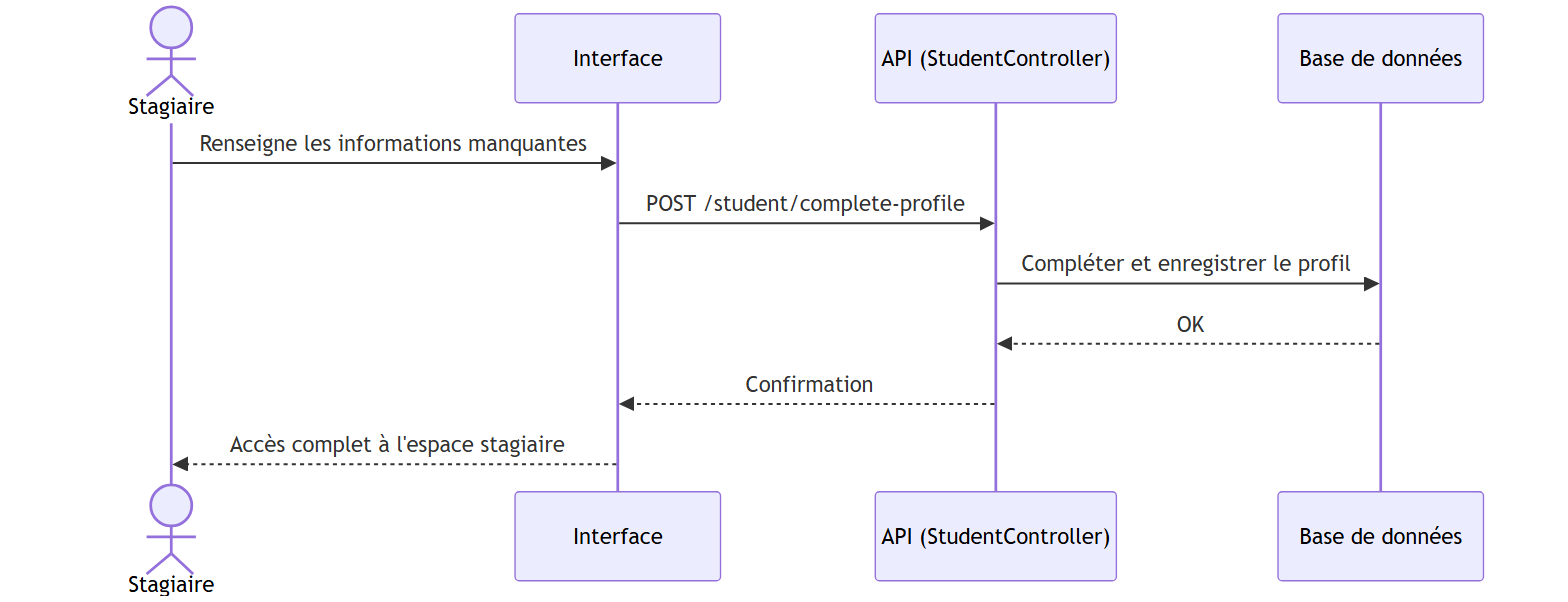 Stagiaire
Interface
API (StudentController)
Base de données
Renseigne les informations manquantes
POST /student/complete-profile
Compléter et enregistrer le profil
OK
Confirmation
Accès complet à l'espace stagiaire
Stagiaire
Interface
API (StudentController)
Base de données